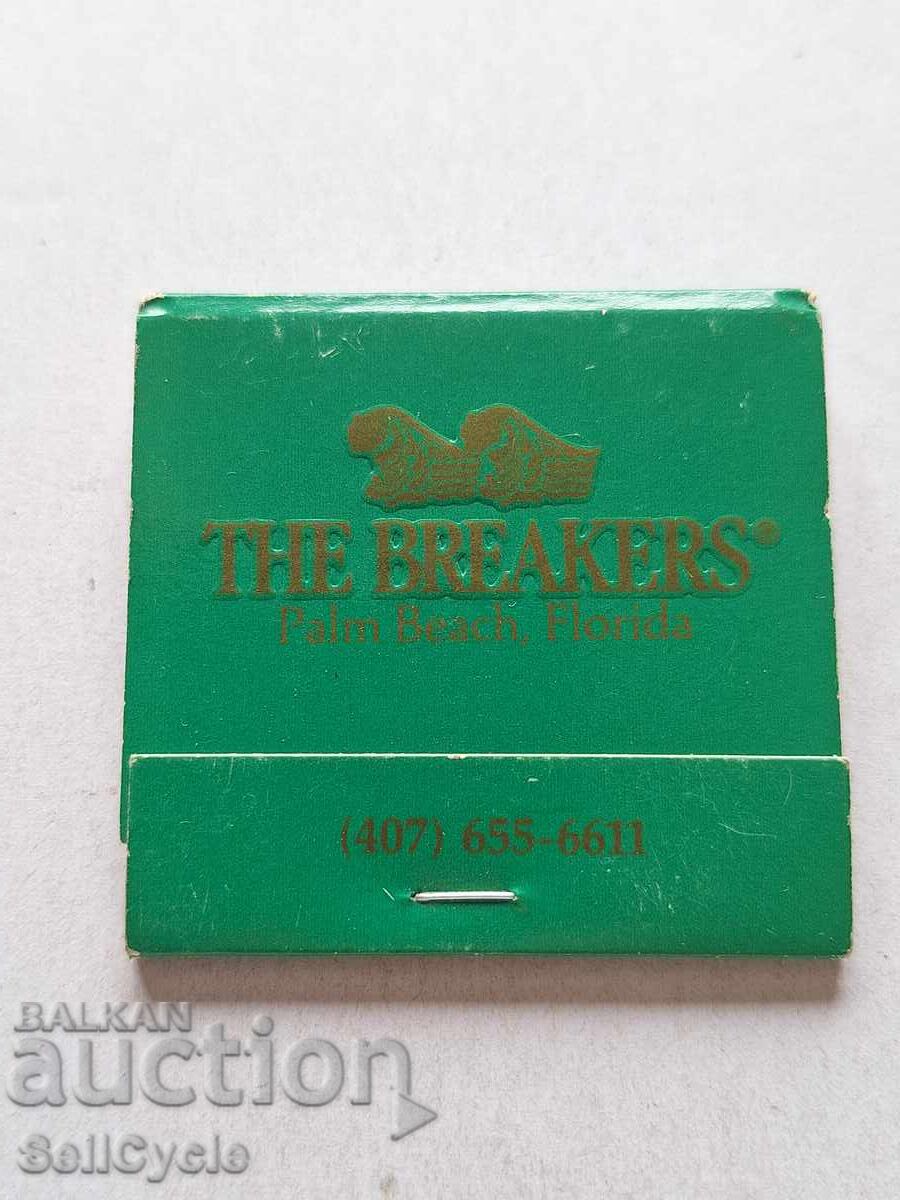 THE BREAKERS®
Palm Beach, Florida
(407) 655-6611
BALKAN
auction
SellCycle